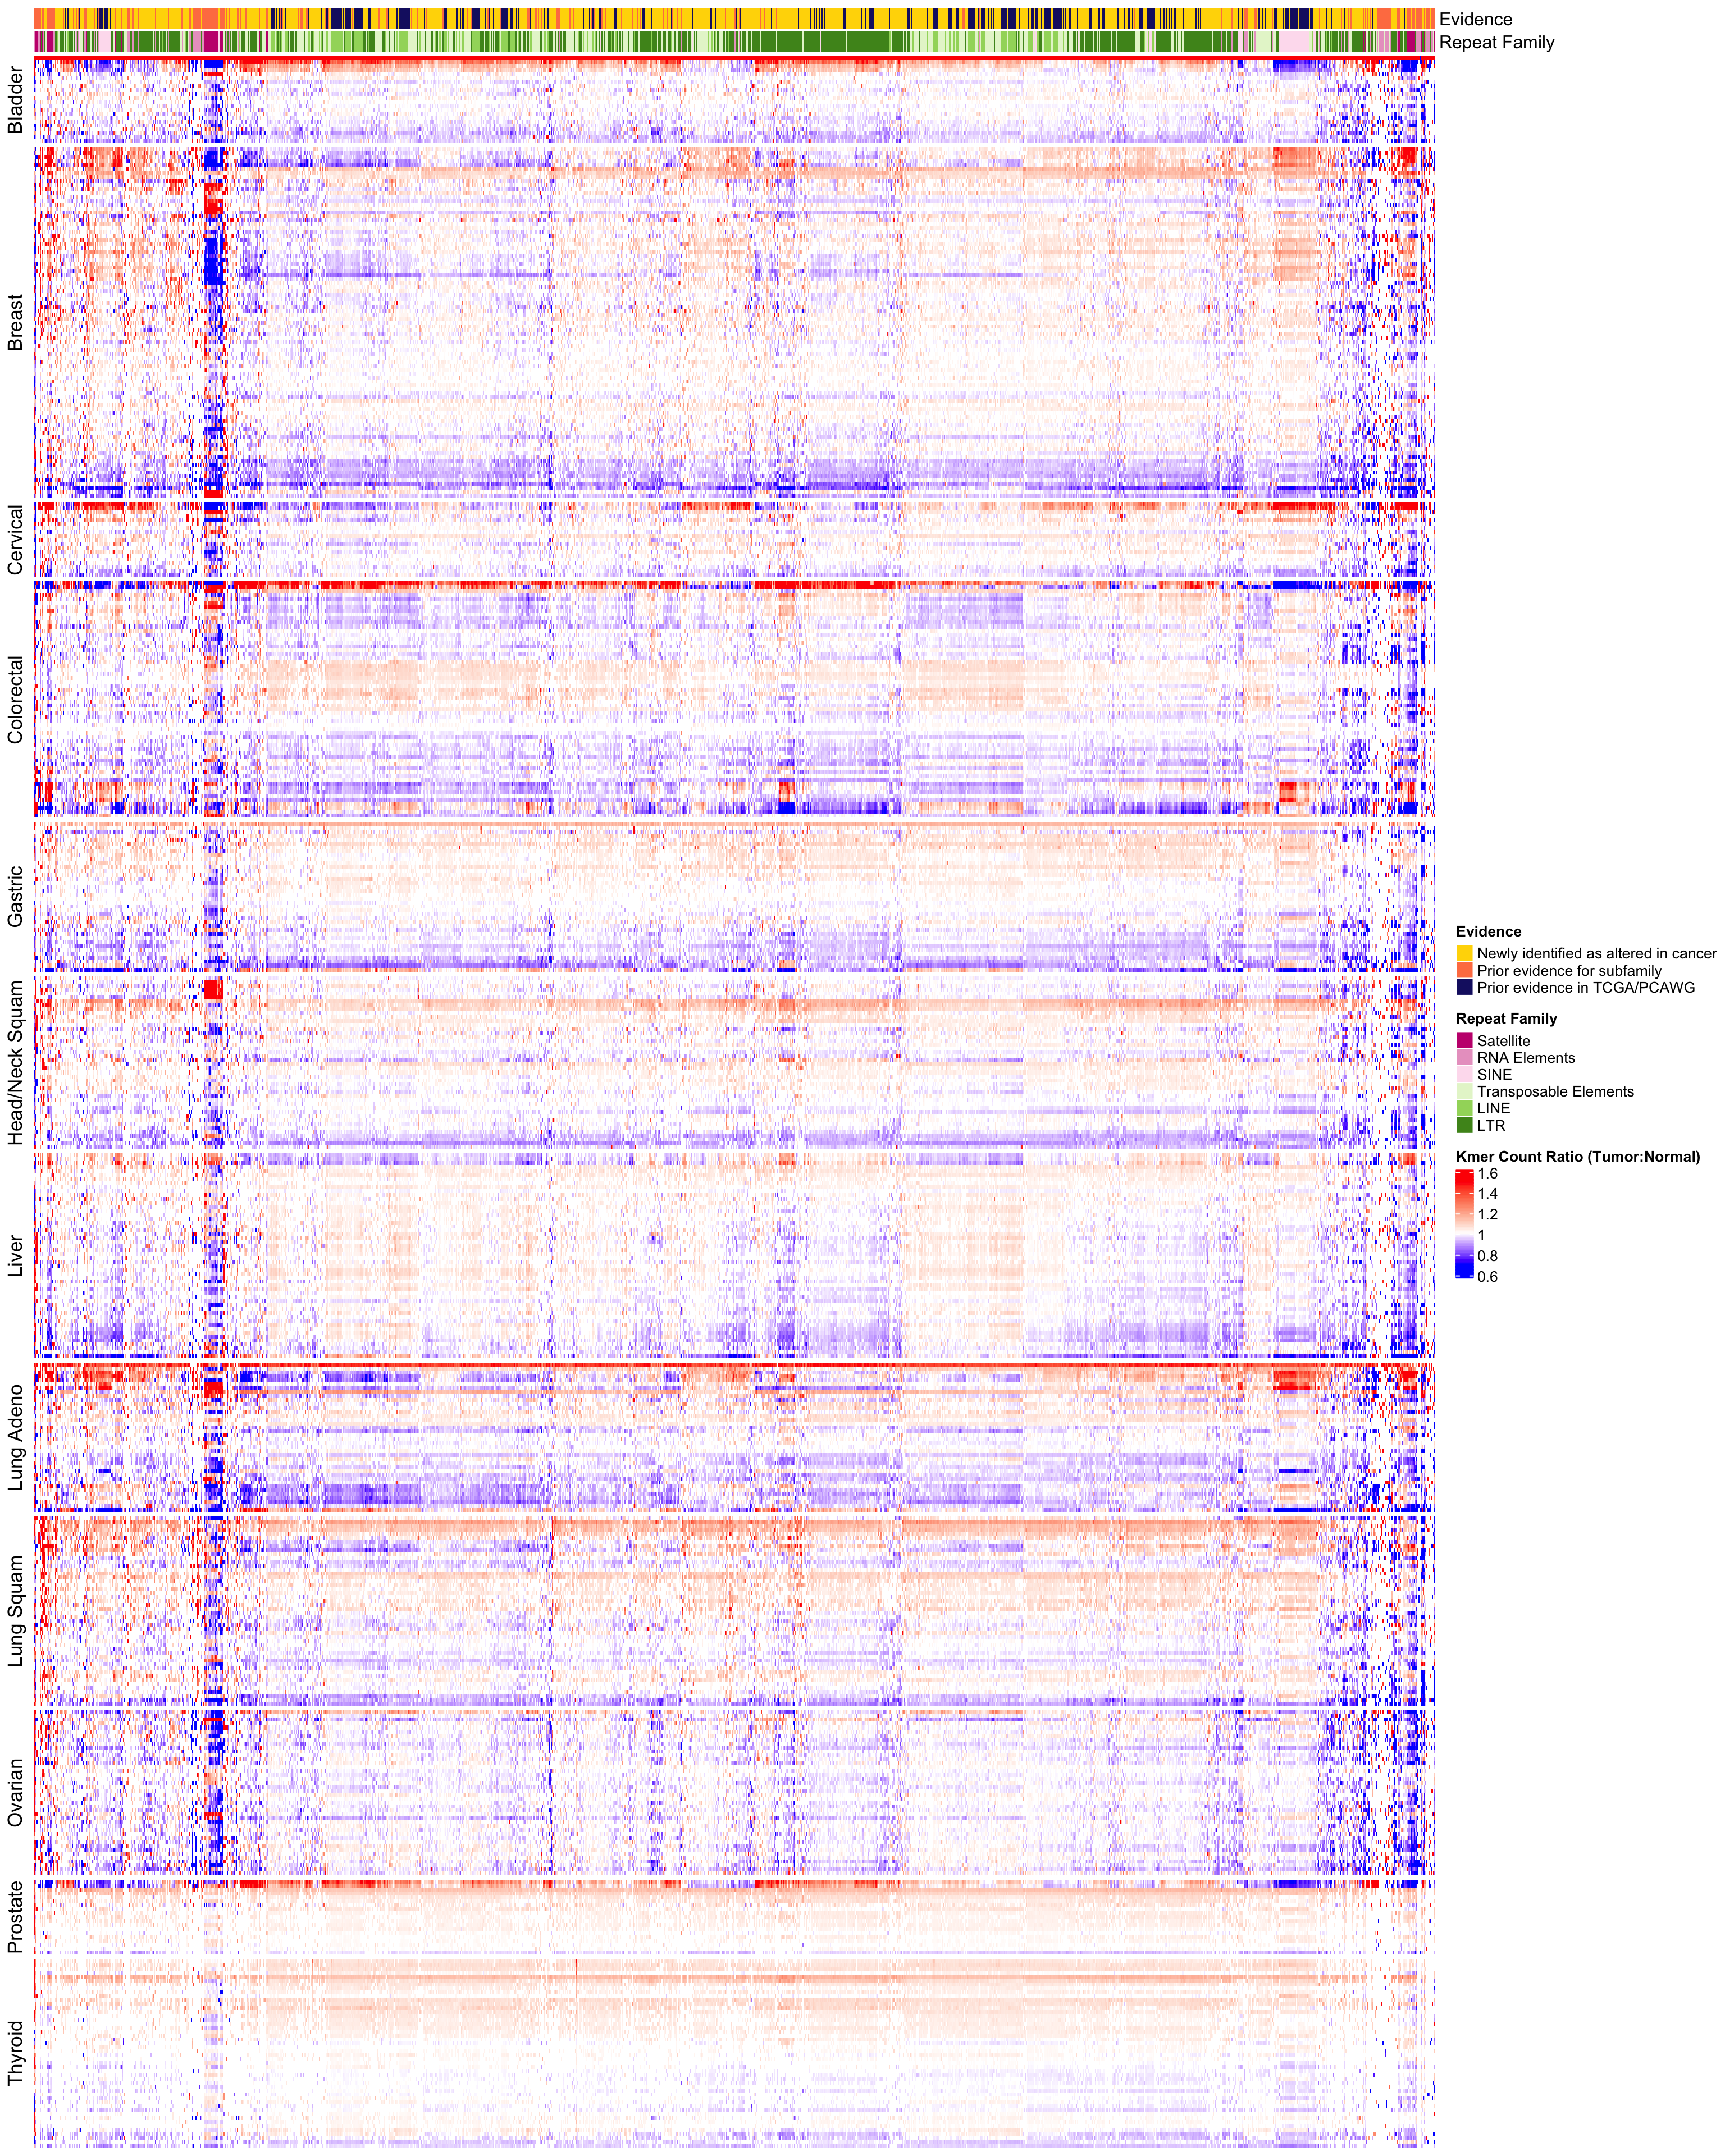 Evidence
Repeat Family
Bladder
Breast
Cervical
Colorectal
Gastric
Head/Neck Squam
Liver
Lung Adeno
Lung Squam
Ovarian
Prostate
Thyroid
Evidence
Newly identified as altered in cancer
Prior evidence for subfamily
Prior evidence in TCGA/PCAWG
Repeat Family
Satellite
RNA Elements
SINE
Transposable Elements
LINE
LTR
Kmer Count Ratio (Tumor:Normal)
1.6
1.4
1.2
1
0.8
0.6